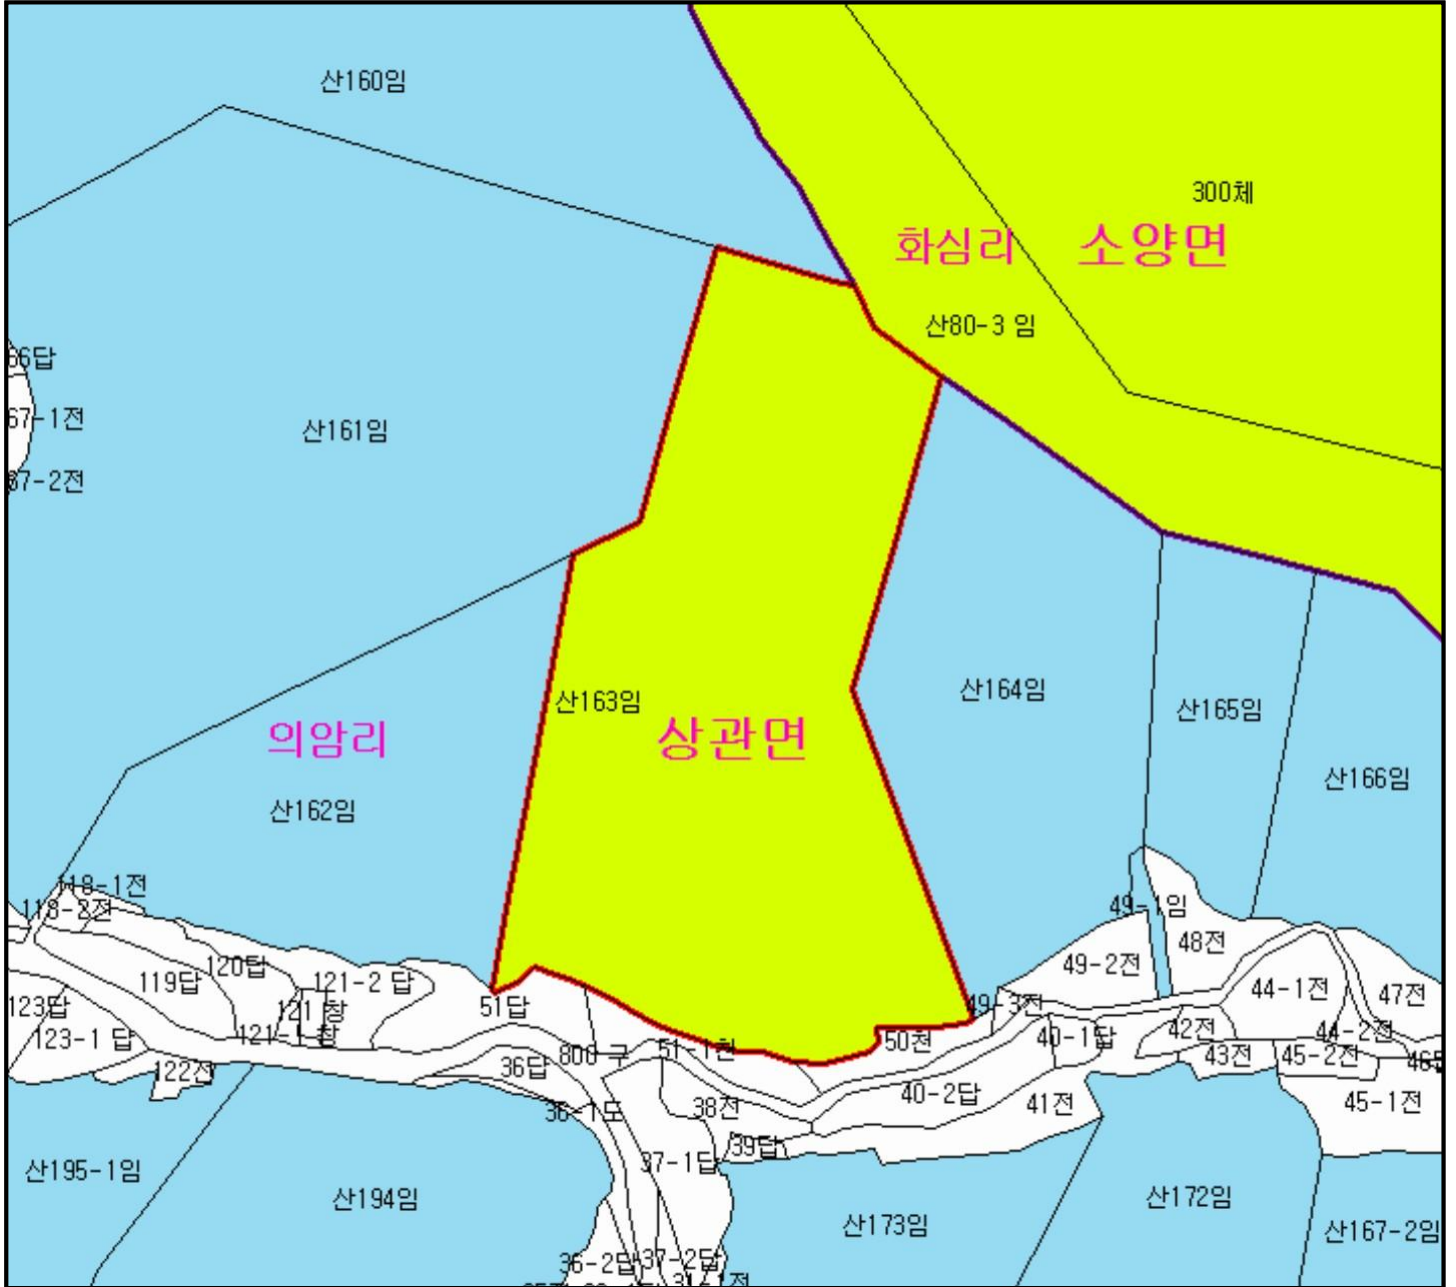 산160임
300체
화심리
소양면
산80-3 임
66답
67-1전
산161임
67-2전
산163임
상관면
산164임
산165임
의암리
산166임
산162임
118-1전
118-2전
49-1임
48전
49-2전
120답
119답
121-2 답
44-1전
47전
123답
121 창
51답
49-3전
123-1 답
121-1 창
40-1답
42전
44-2전
800 구
51-1천
50천
43전
45-2전
122전
36답
40-2답
41전
45-1전
36-1도
38전
39답
37-1답
산195-1임
산194임
산173임
산172임
산167-2임
36-2답
37-2답